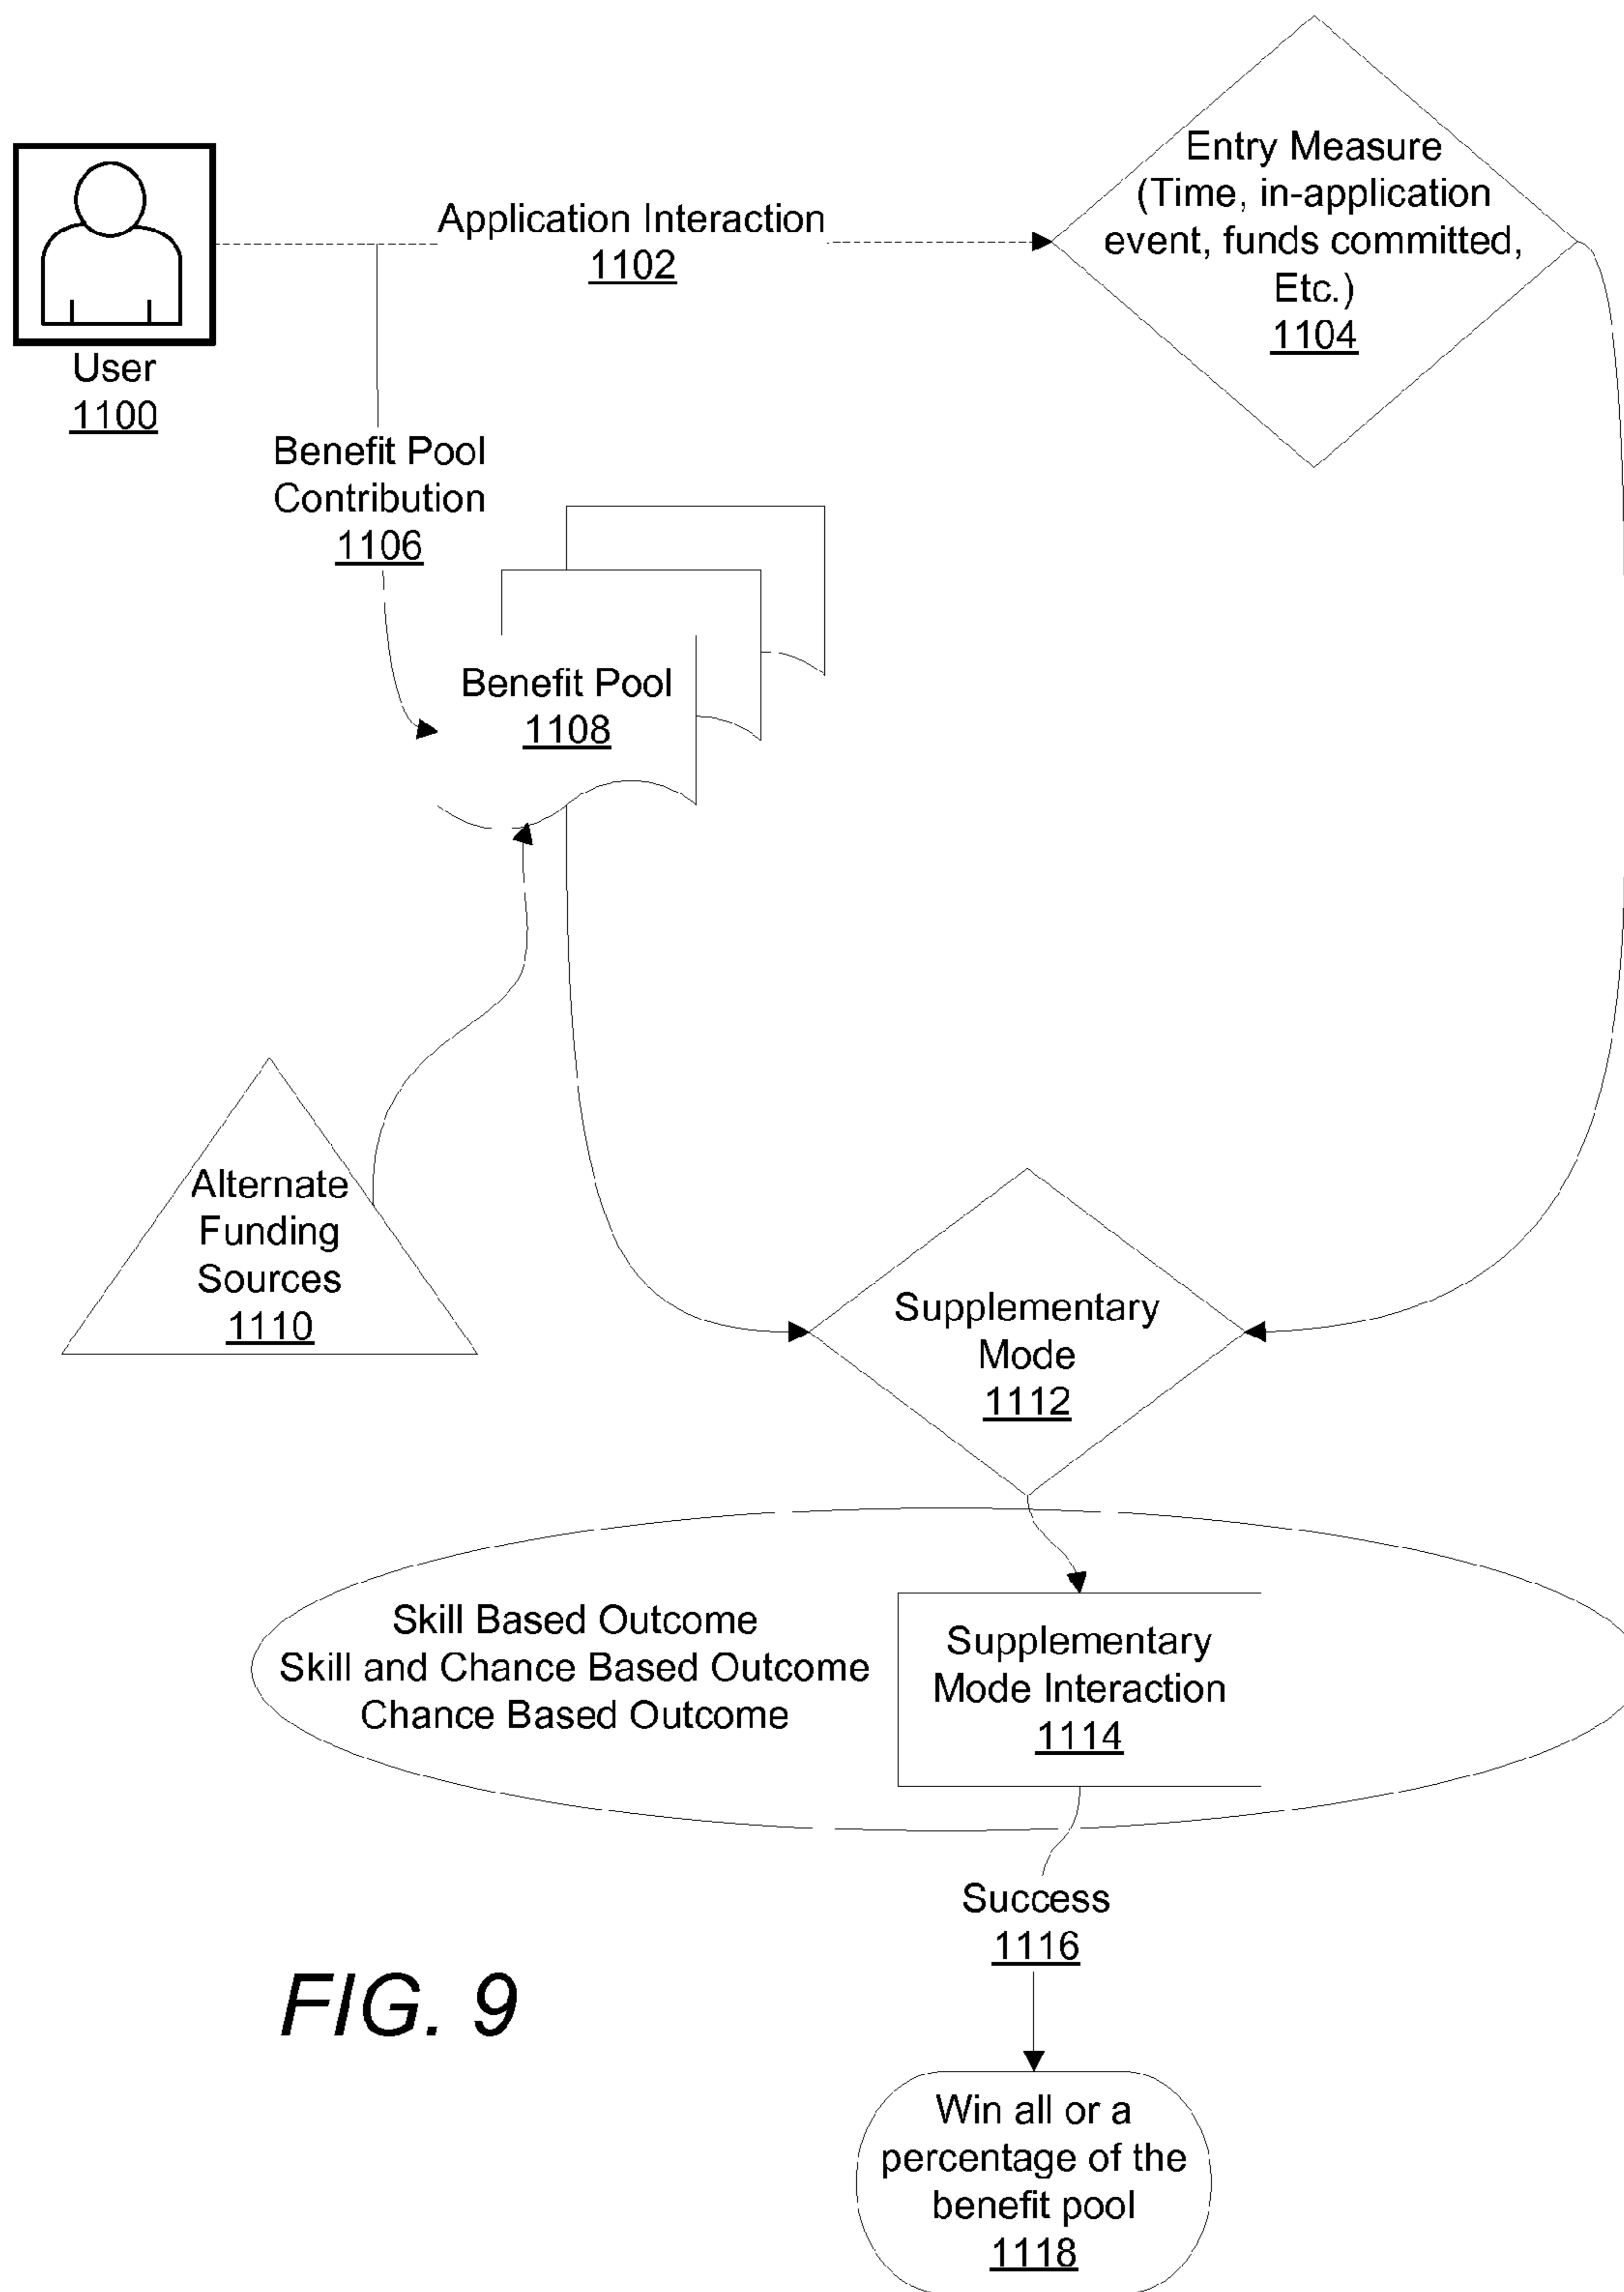 Entry Measure
(Time, in-application
event, funds committed,
Etc.)
1104
Application Interaction
1102
User
1100
Benefit Pool
Contribution
1106
Benefit Pool
1108
Alternate
Funding
Sources
1110
Supplementary
Mode
1112
Skill Based Outcome
Skill and Chance Based Outcome
Chance Based Outcome
Supplementary
Mode Interaction
1114
Success
1116
FIG. 9
Win all or a
percentage of the
benefit pool
1118